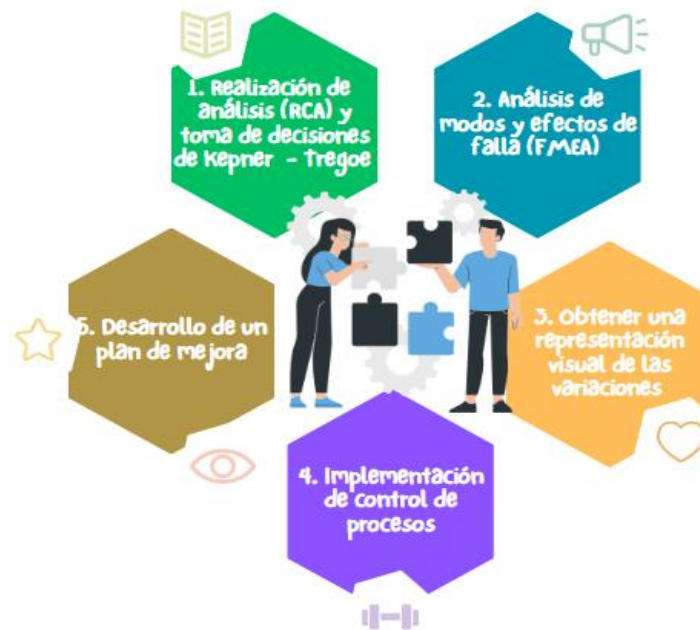 1. Realización de
análisis (RCA) y
toma de decisiones
de Kepner - Tregoe
2. Análisis de
modos y efectos de
falla (FMEA)
3. Obtener una
representación
visual de las
variaciones
4. Implementación
de control de
procesos
5. Desarrollo de un
plan de mejora